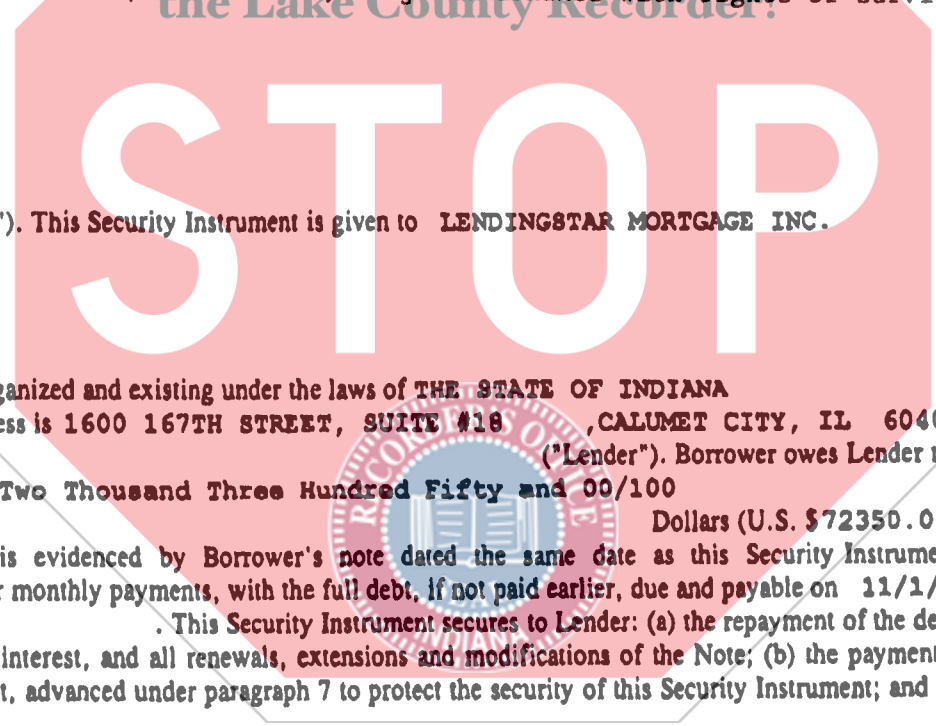 the Lake County Recorder!
STOP
"). This Security Instrument is given to LENDINGSTAR MORTGAGE INC.
ganized and existing under the laws of THE STATE OF INDIANA
ess is 1600 167TH STREET, SUITE #18 ,CALUMET CITY, IL 6040
("Lender"). Borrower owes Lender
Two Thousand Three Hundred Fifty and 00/100
Dollars (U.S. $72350.0
is evidenced by Borrower's note dated the same date as this Security Instrume
r monthly payments, with the full debt, if not paid earlier, due and payable on 11/1/
. This Security Instrument secures to Lender: (a) the repayment of the de
interest, and all renewals, extensions and modifications of the Note; (b) the payment
t, advanced under paragraph 7 to protect the security of this Security Instrument; and
RECORDER'S OFFICE
INDIANA